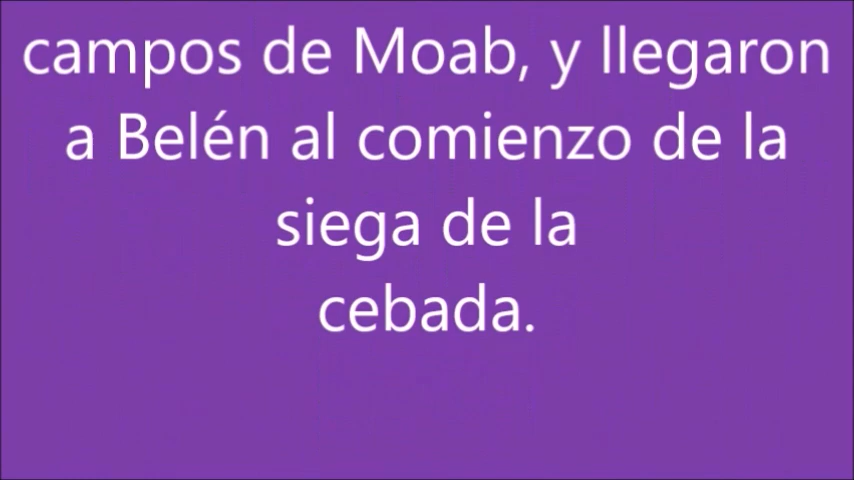 campos de Moab, y llegaron
a Belén al comienzo de la
siega de la
cebada.